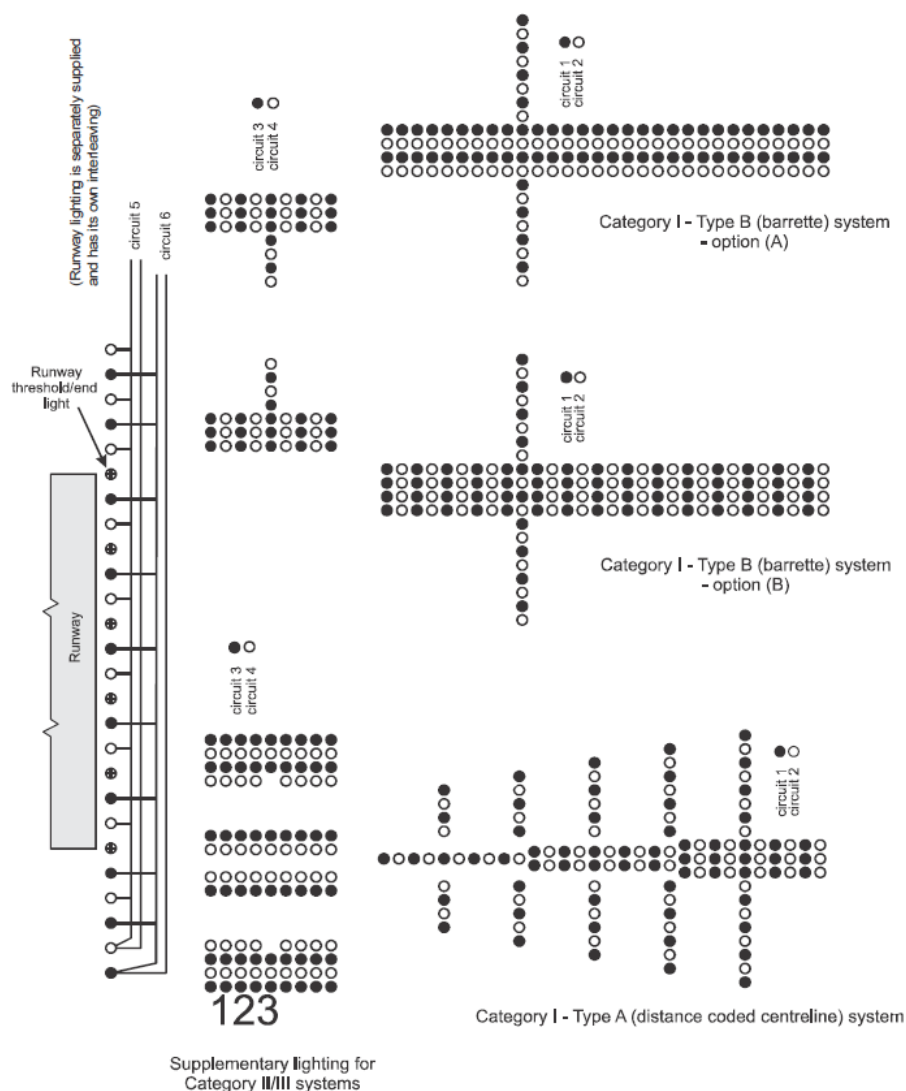 (Runway lighting is separately supplied
and has its own interleaving)
circuit 5
circuit 6
circuit 3
circuit 4
circuit 1
circuit 2
Category I - Type B (barrette) system
– option (A)
Runway
threshold/end
light
circuit 1
circuit 2
Category I - Type B (barrette) system
– option (B)
Runway
circuit 3
circuit 4
circuit 1
circuit 2
123
Category I - Type A (distance coded centreline) system
Supplementary lighting for
Category II/III systems